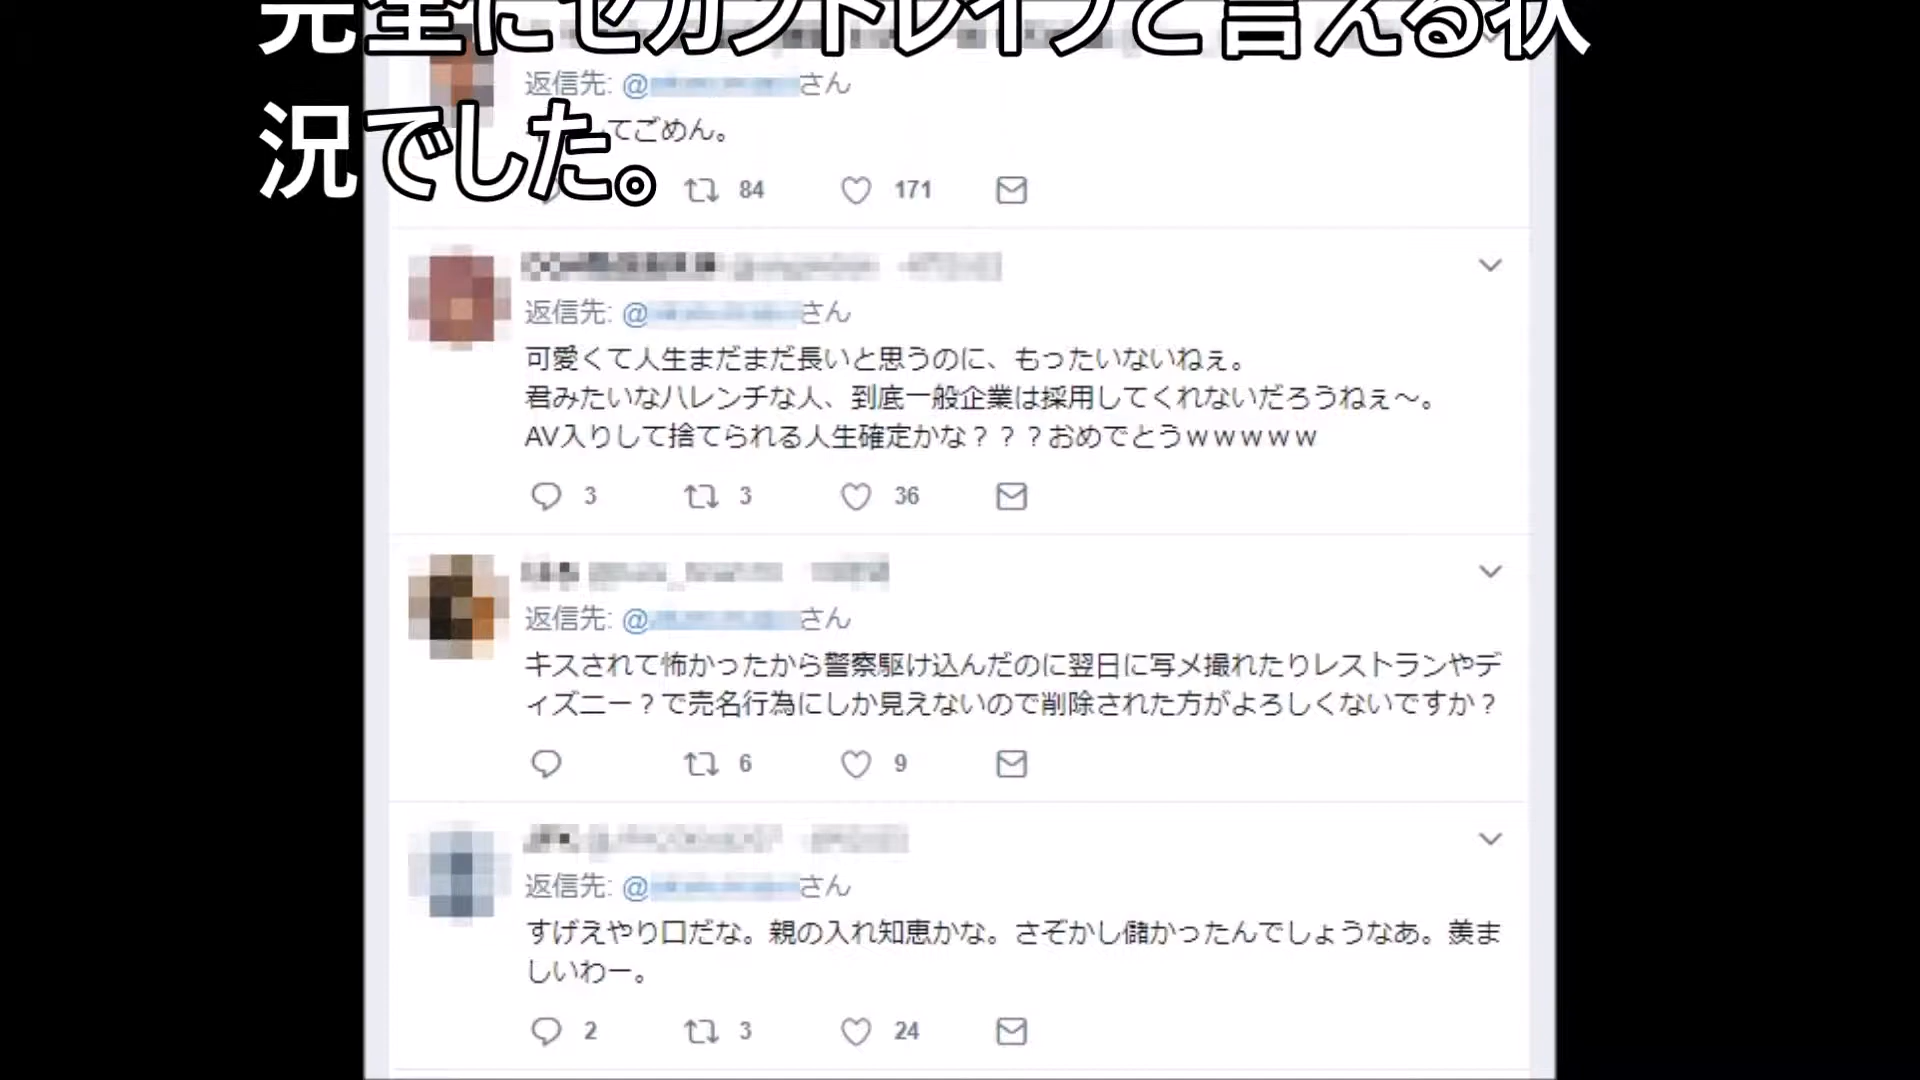 完全にセカンドレイプと言える状
況でした。
返信先: @さん
てごめん。
84 171
返信先: @さん
可愛くて人生まだまだ長いと思うのに、もったいないねぇ。
君みたいなハレンチな人、到底一般企業は採用してくれないだろうねぇ～。
AV入りして捨てられる人生確定かな？？？おめでとうｗｗｗｗｗ
3 3 36
返信先: @さん
キスされて怖かったから警察駆け込んだのに翌日に写メ撮れたりレストランやデ
ィズニー？で売名行為にしか見えないので削除された方がよろしくないですか？
6 9
返信先: @さん
すげえやり口だな。親の入れ知恵かな。さぞかし儲かったんでしょうなあ。羨ま
しいわー。
2 3 24